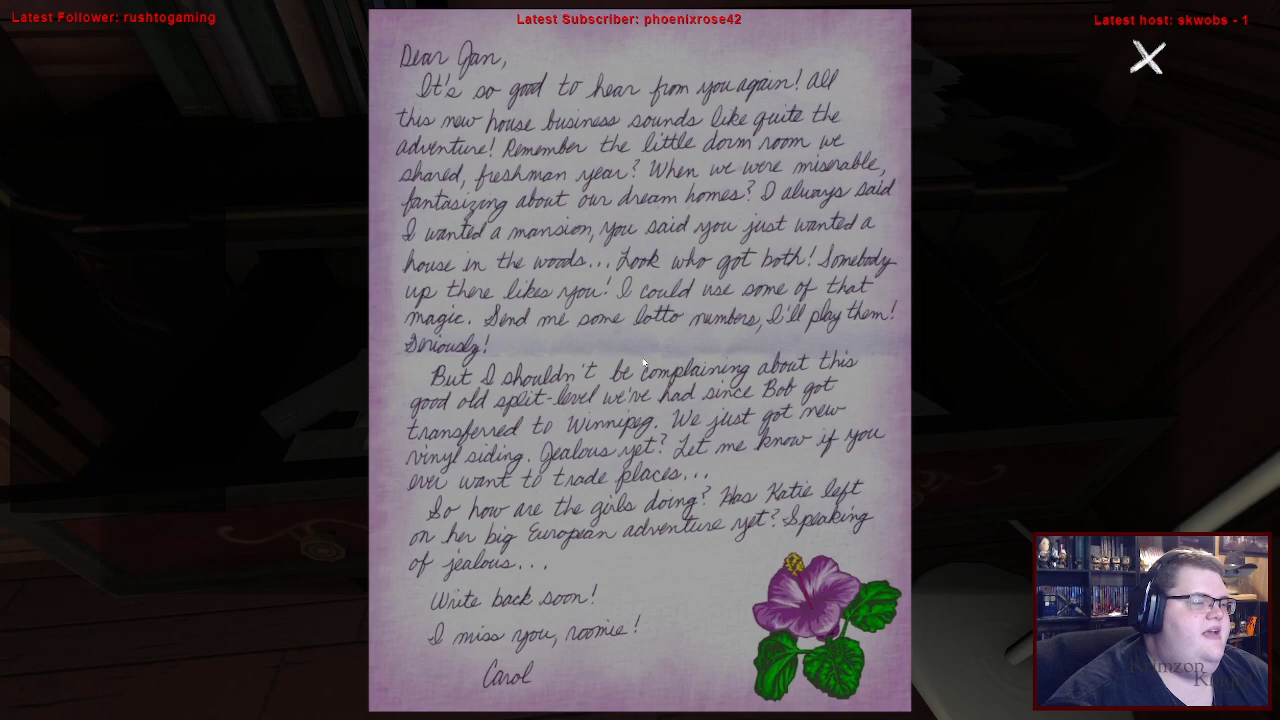 Latest Follower: rushtogaming
Latest Subscriber: phoenixrose42
Latest host: skwobs - 1
Dear Jan,
It's so good to hear from you again! All
this new house business sounds like quite the
adventure! Remember the little dorm room we
shared, freshman year? When we were miserable,
fantasizing about our dream homes? I always said
I wanted a mansion, you said you just wanted a
house in the woods... Look who got both! Somebody
up there likes you! I could use some of that
magic. Send me some lotto numbers, I'll play them!
Seriously!
But I shouldn't be complaining about this
good old split-level we've had since Bob got
transferred to Winnipeg. We just got new
vinyl siding. Jealous yet? Let me know if you
ever want to trade places...
So how are the girls doing? Has Katie left
on her big European adventure yet? Speaking
of jealous...
Write back soon!
I miss you, roomie!
Carol
Krimzon